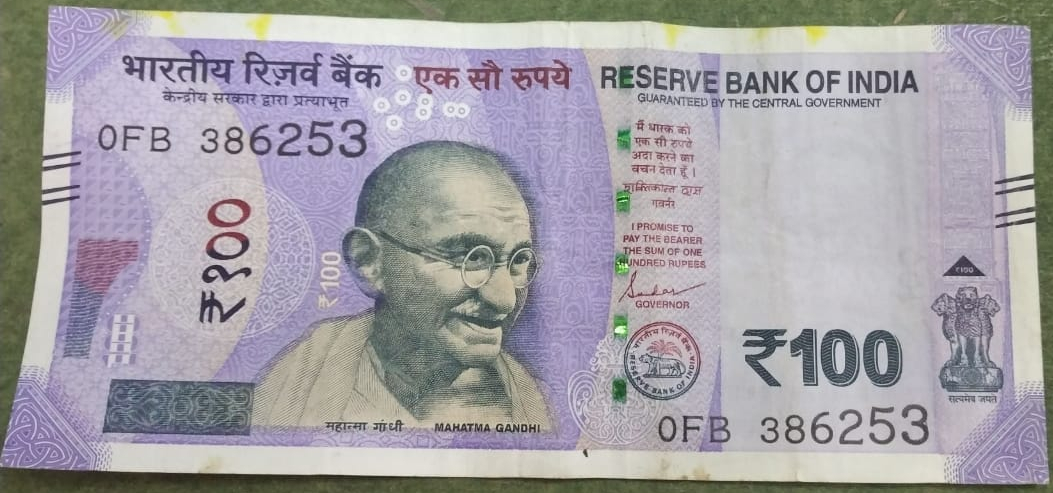 भारतीय रिज़र्व बैंक
केन्द्रीय सरकार द्वारा प्रत्याभूत
एक सौ रुपये
RESERVE BANK OF INDIA
GUARANTEED BY THE CENTRAL GOVERNMENT
0FB 386253
₹१००
₹100
मैं धारक को
एक सौ रुपये
अदा करने का
वचन देता हूँ ।
शक्तिकान्त दास
गवर्नर
I PROMISE TO
PAY THE BEARER
THE SUM OF ONE
HUNDRED RUPEES
GOVERNOR
भारतीय रिज़र्व बैंक
RESERVE BANK OF INDIA
₹100
₹100
सत्यमेव जयते
महात्मा गांधी
MAHATMA GANDHI
0FB 386253